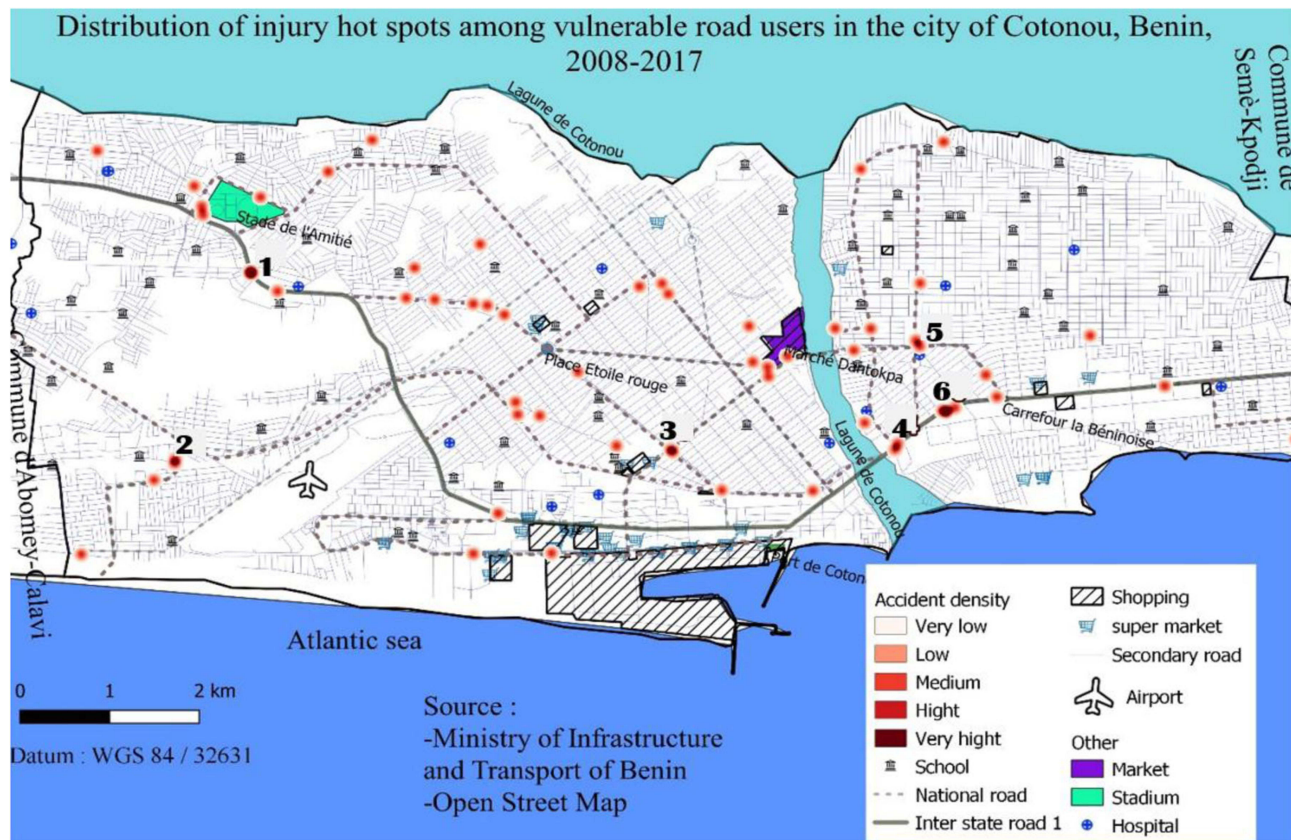 Distribution of injury hot spots among vulnerable road users in the city of Cotonou, Benin,
2008-2017
Commune de
Semè-Kpodji
Lagune de Cotonou
Stade de l'Amitié
1
5
Place Etoile rouge
Marché Dantokpa
6
Carrefour la Béninoise
2
3
4
Lagune de Cotonou
Commune d'Abomey-Calavi
Port de Cotonou
Atlantic sea
0 1 2 km
Datum : WGS 84 / 32631
Source :
-Ministry of Infrastructure
and Transport of Benin
-Open Street Map
Accident density
Very low
Low
Medium
Hight
Very hight
School
National road
Inter state road 1
Shopping
super market
Secondary road
Airport
Other
Market
Stadium
Hospital